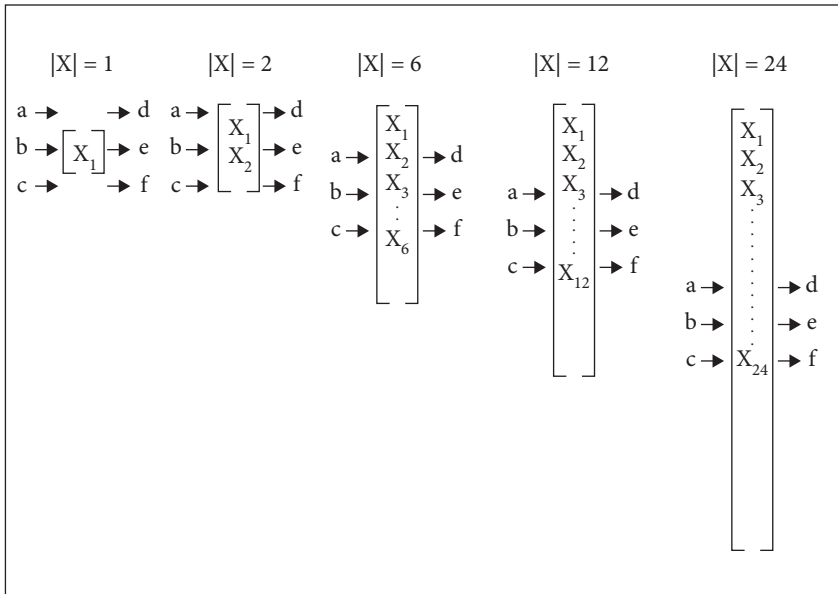 |X| = 1
a → → d
b → [X₁] → e
c → → f
|X| = 2
a → → d
X₁
b → → e
X₂
c → → f
|X| = 6
X₁
a → X₂ → d
b → X₃ → e
⋮
c → → f
X₆
|X| = 12
X₁
X₂
X₃
a → → d
b → → e
c → → f
X₁₂
|X| = 24
X₁
X₂
X₃
a → → d
b → → e
c → X₂₄ → f